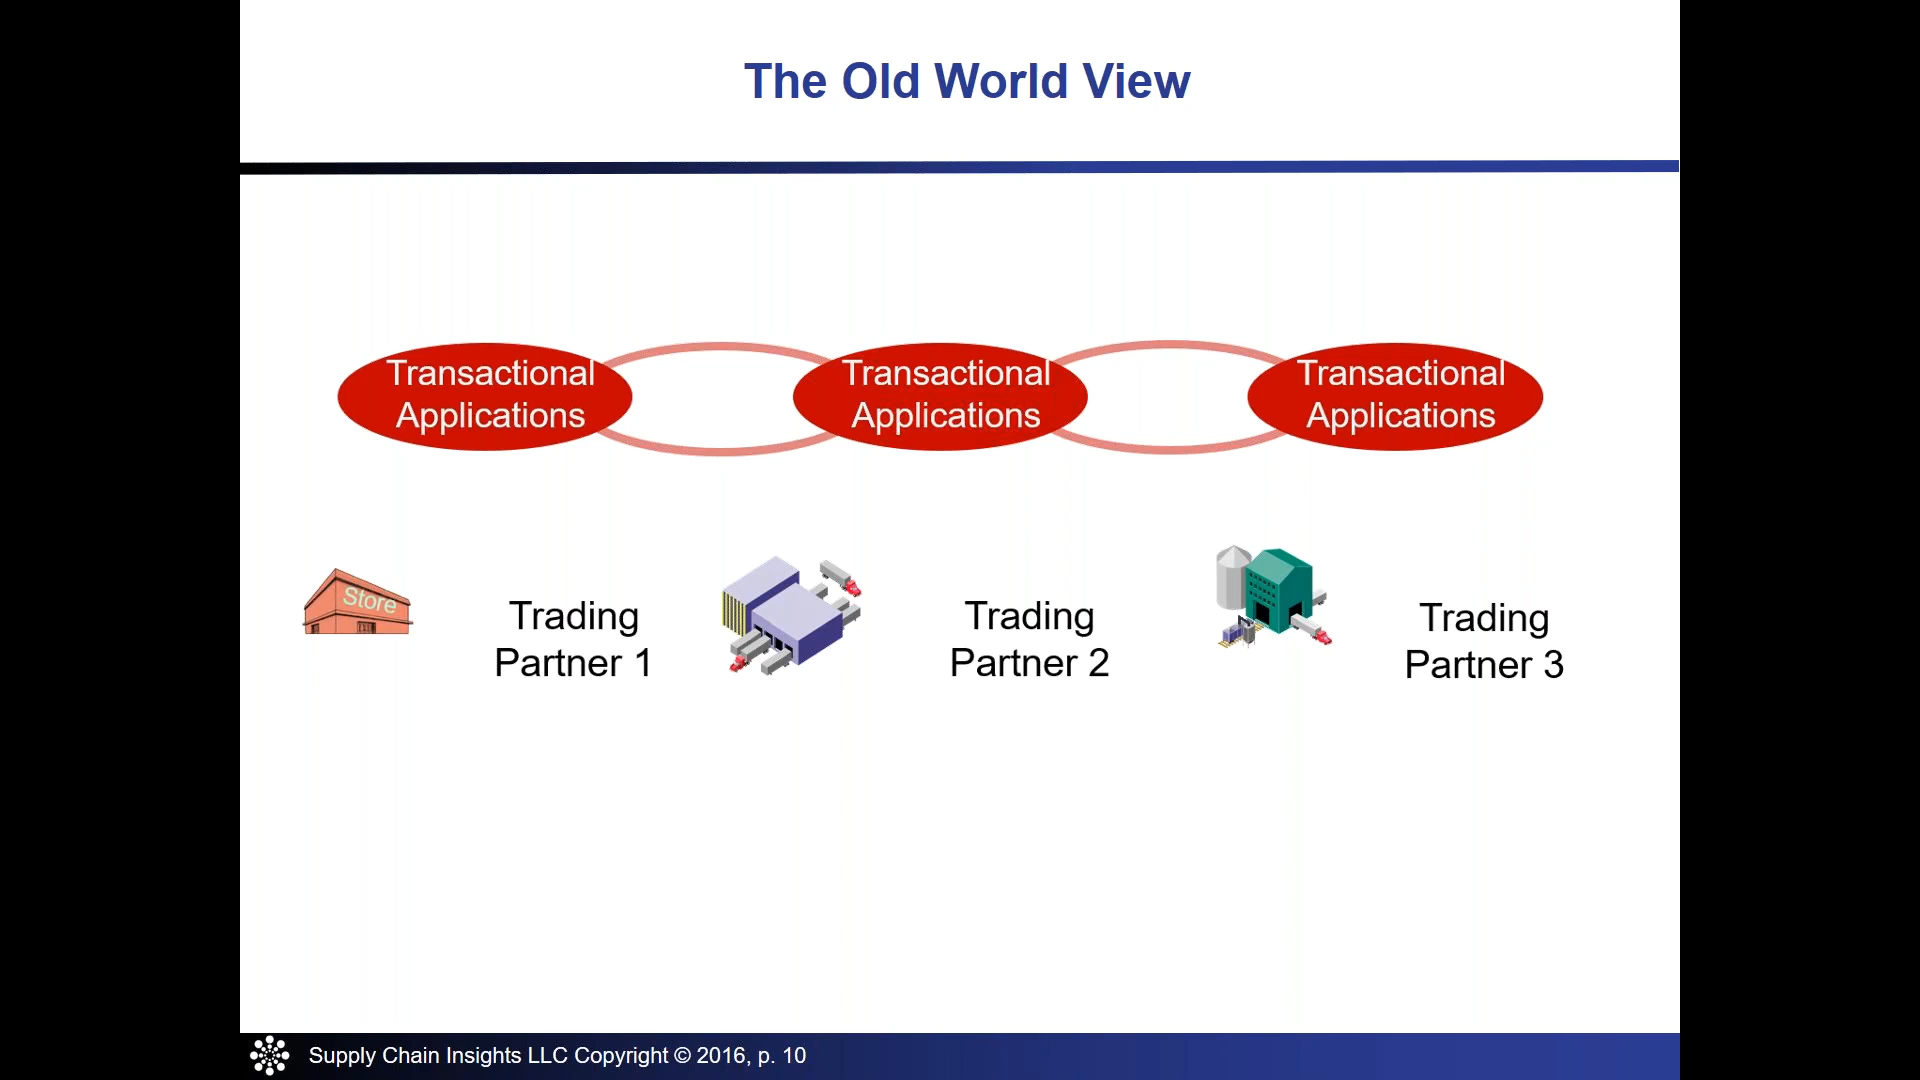 The Old World View
Transactional
Applications
Transactional
Applications
Transactional
Applications
Store
Trading
Partner 1
Trading
Partner 2
Trading
Partner 3
Supply Chain Insights LLC Copyright © 2016, p. 10